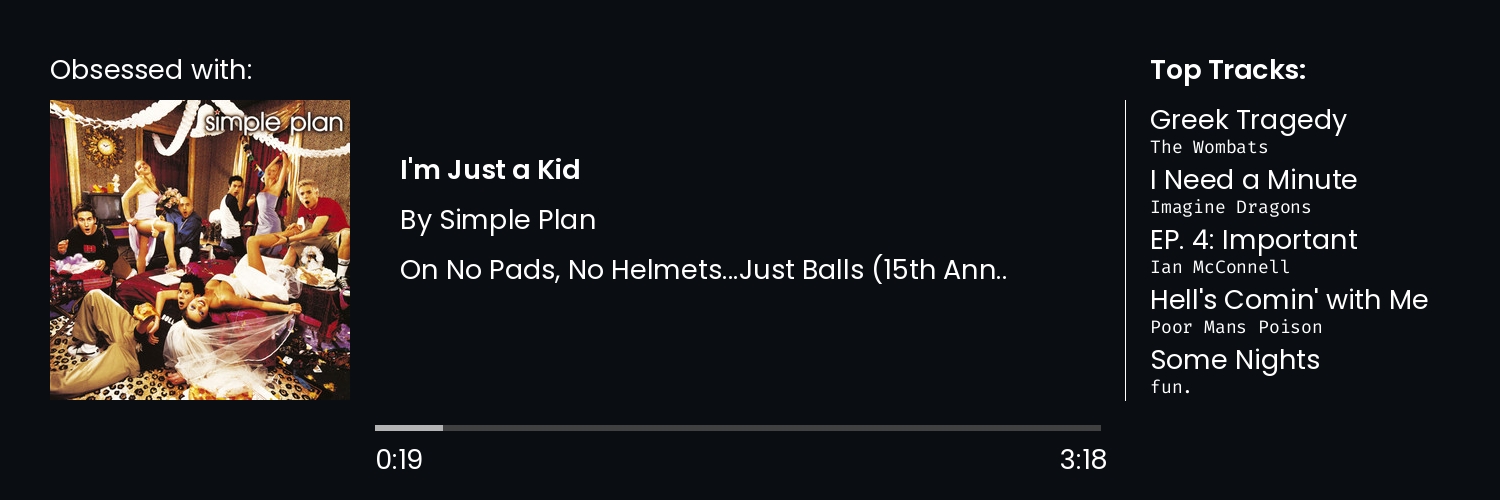 Obsessed with:
simple plan
I'm Just a Kid
By Simple Plan
On No Pads, No Helmets...Just Balls (15th Ann..
0:19
3:18
Top Tracks:
Greek Tragedy
The Wombats
I Need a Minute
Imagine Dragons
EP. 4: Important
Ian McConnell
Hell's Comin' with Me
Poor Mans Poison
Some Nights
fun.